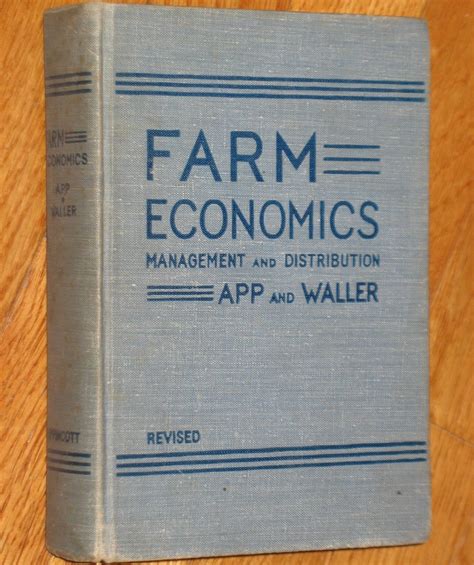 FARM
ECONOMICS
APP
WALLER
FARM
ECONOMICS
MANAGEMENT AND DISTRIBUTION
APP AND WALLER
REVISED